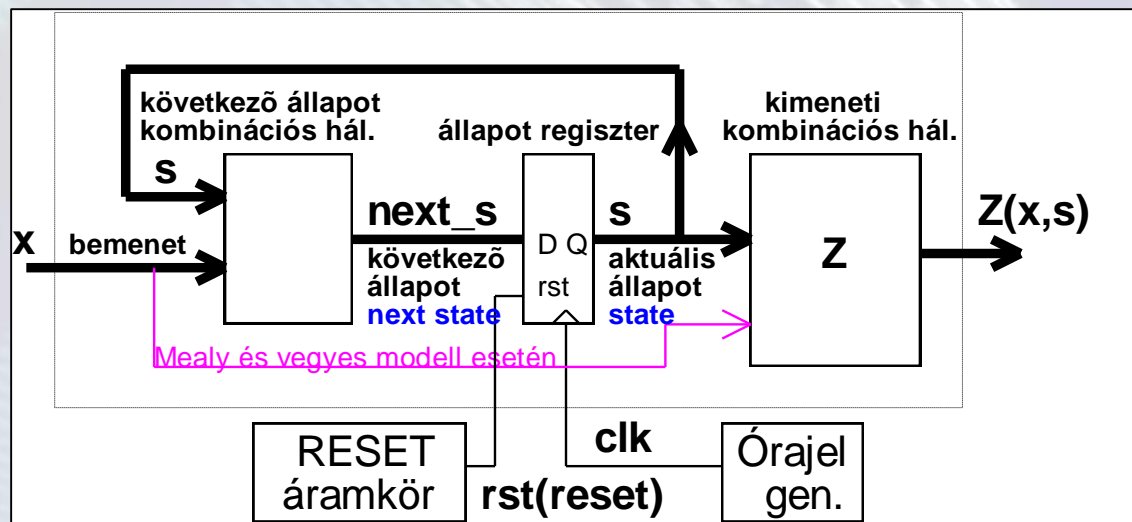 következõ állapot
kombinációs hál.
állapot regiszter
kimeneti
kombinációs hál.
s
x
bemenet
next_s
következõ
állapot
next state
D Q
rst
s
aktuális
állapot
state
Z
Z(x,s)
Mealy és vegyes modell esetén
RESET
áramkör
rst(reset)
clk
Órajel
gen.